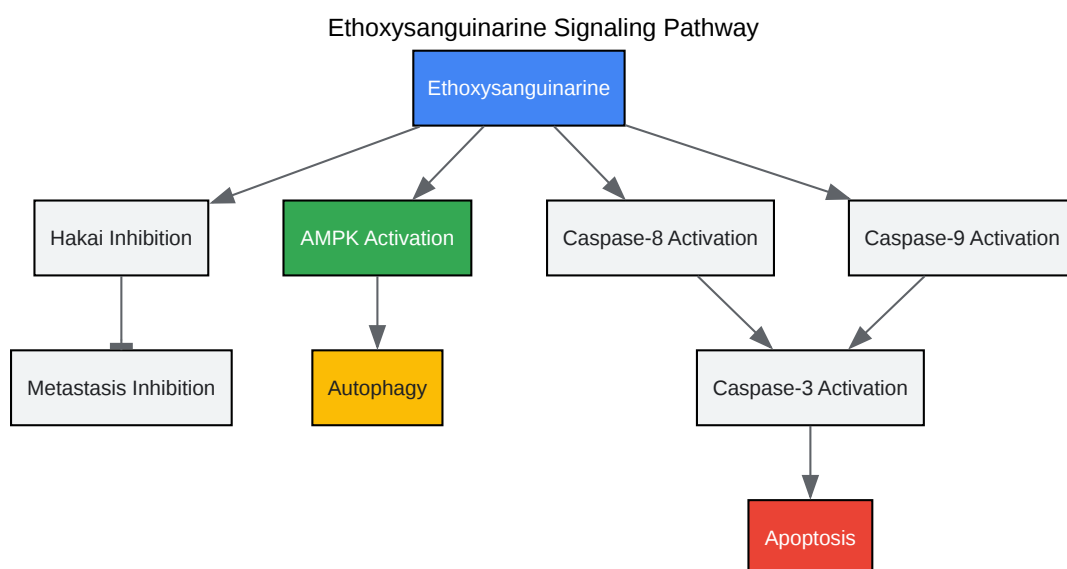 Ethoxysanguinarine Signaling Pathway
Ethoxysanguinarine
Hakai Inhibition
AMPK Activation
Caspase-8 Activation
Caspase-9 Activation
Metastasis Inhibition
Autophagy
Caspase-3 Activation
Apoptosis